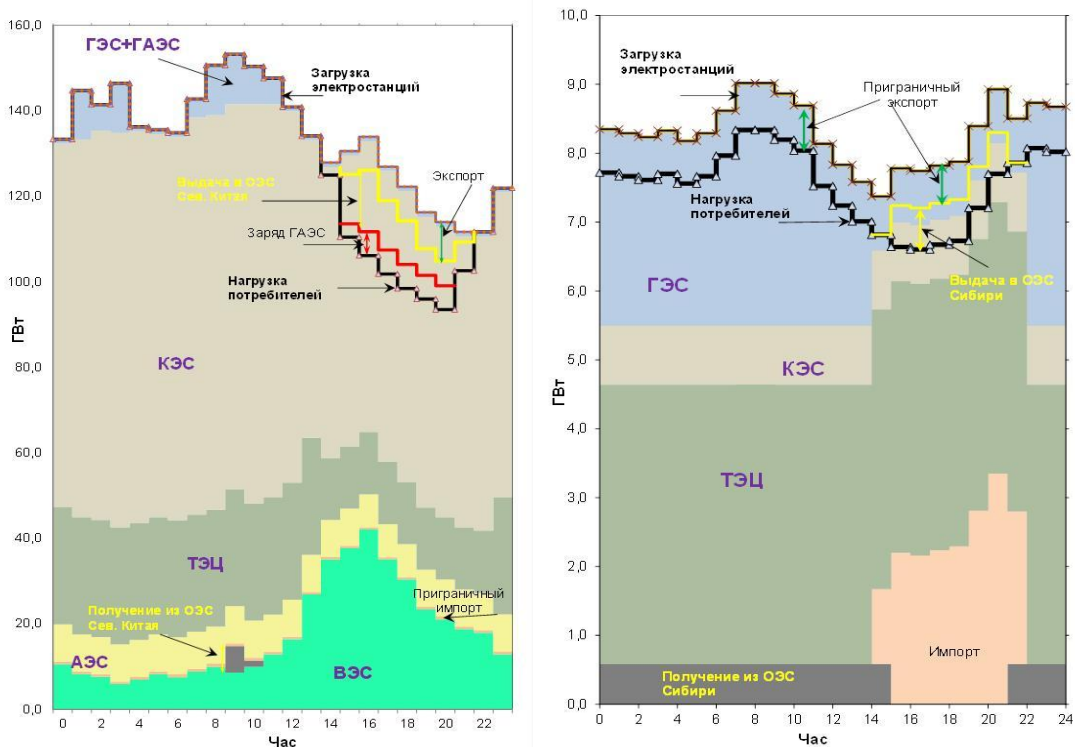 160,0
140,0
120,0
100,0
80,0
60,0
40,0
20,0
0,0
ГВт
ГЭС+ГАЭС
Загрузка
электростанций
Выдача в ОЭС
Сев. Китая
Экспорт
Заряд ГАЭС
Нагрузка
потребителей
КЭС
ТЭЦ
Получение из ОЭС
Сев. Китая
Приграничный
импорт
АЭС
ВЭС
0 2 4 6 8 10 12 14 16 18 20 22
Час
10,0
9,0
8,0
7,0
6,0
5,0
4,0
3,0
2,0
1,0
0,0
ГВт
Загрузка
электростанций
Приграничный
экспорт
Нагрузка
потребителей
ГЭС
Выдача в ОЭС
Сибири
КЭС
ТЭЦ
Импорт
Получение из ОЭС
Сибири
0 2 4 6 8 10 12 14 16 18 20 22 24
Час